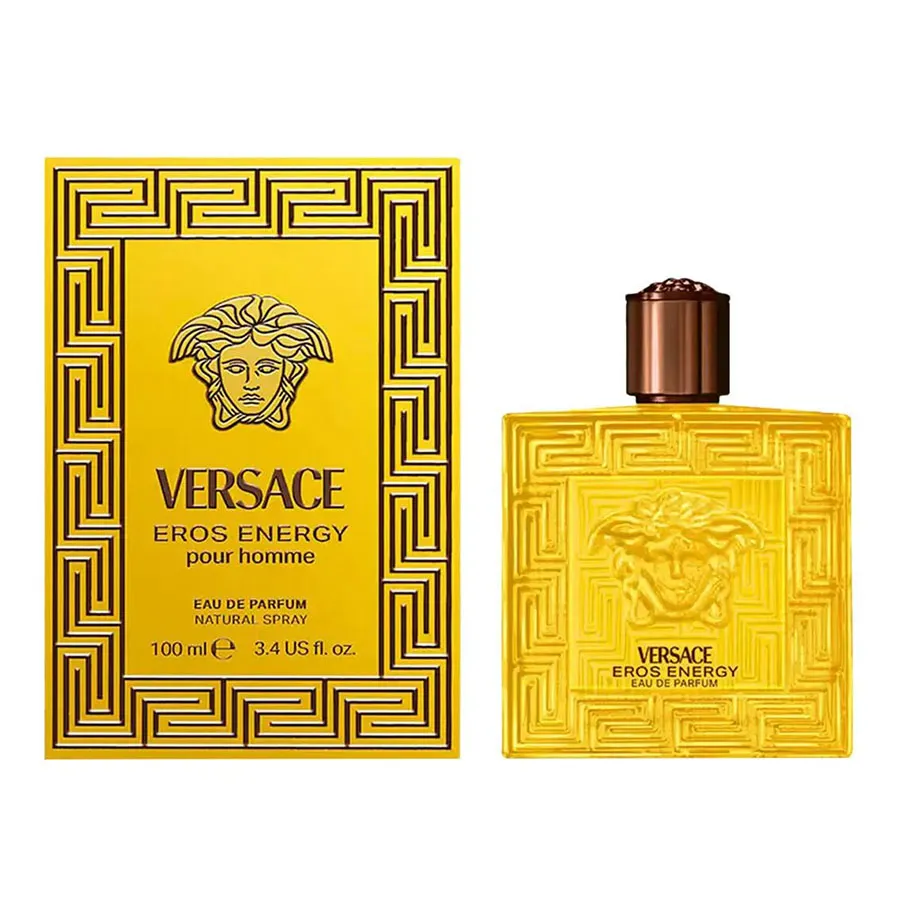 VERSACE
EROS ENERGY
pour homme
EAU DE PARFUM
NATURAL SPRAY
100 ml ℮ 3.4 US fl. oz.
VERSACE
EROS ENERGY
EAU DE PARFUM